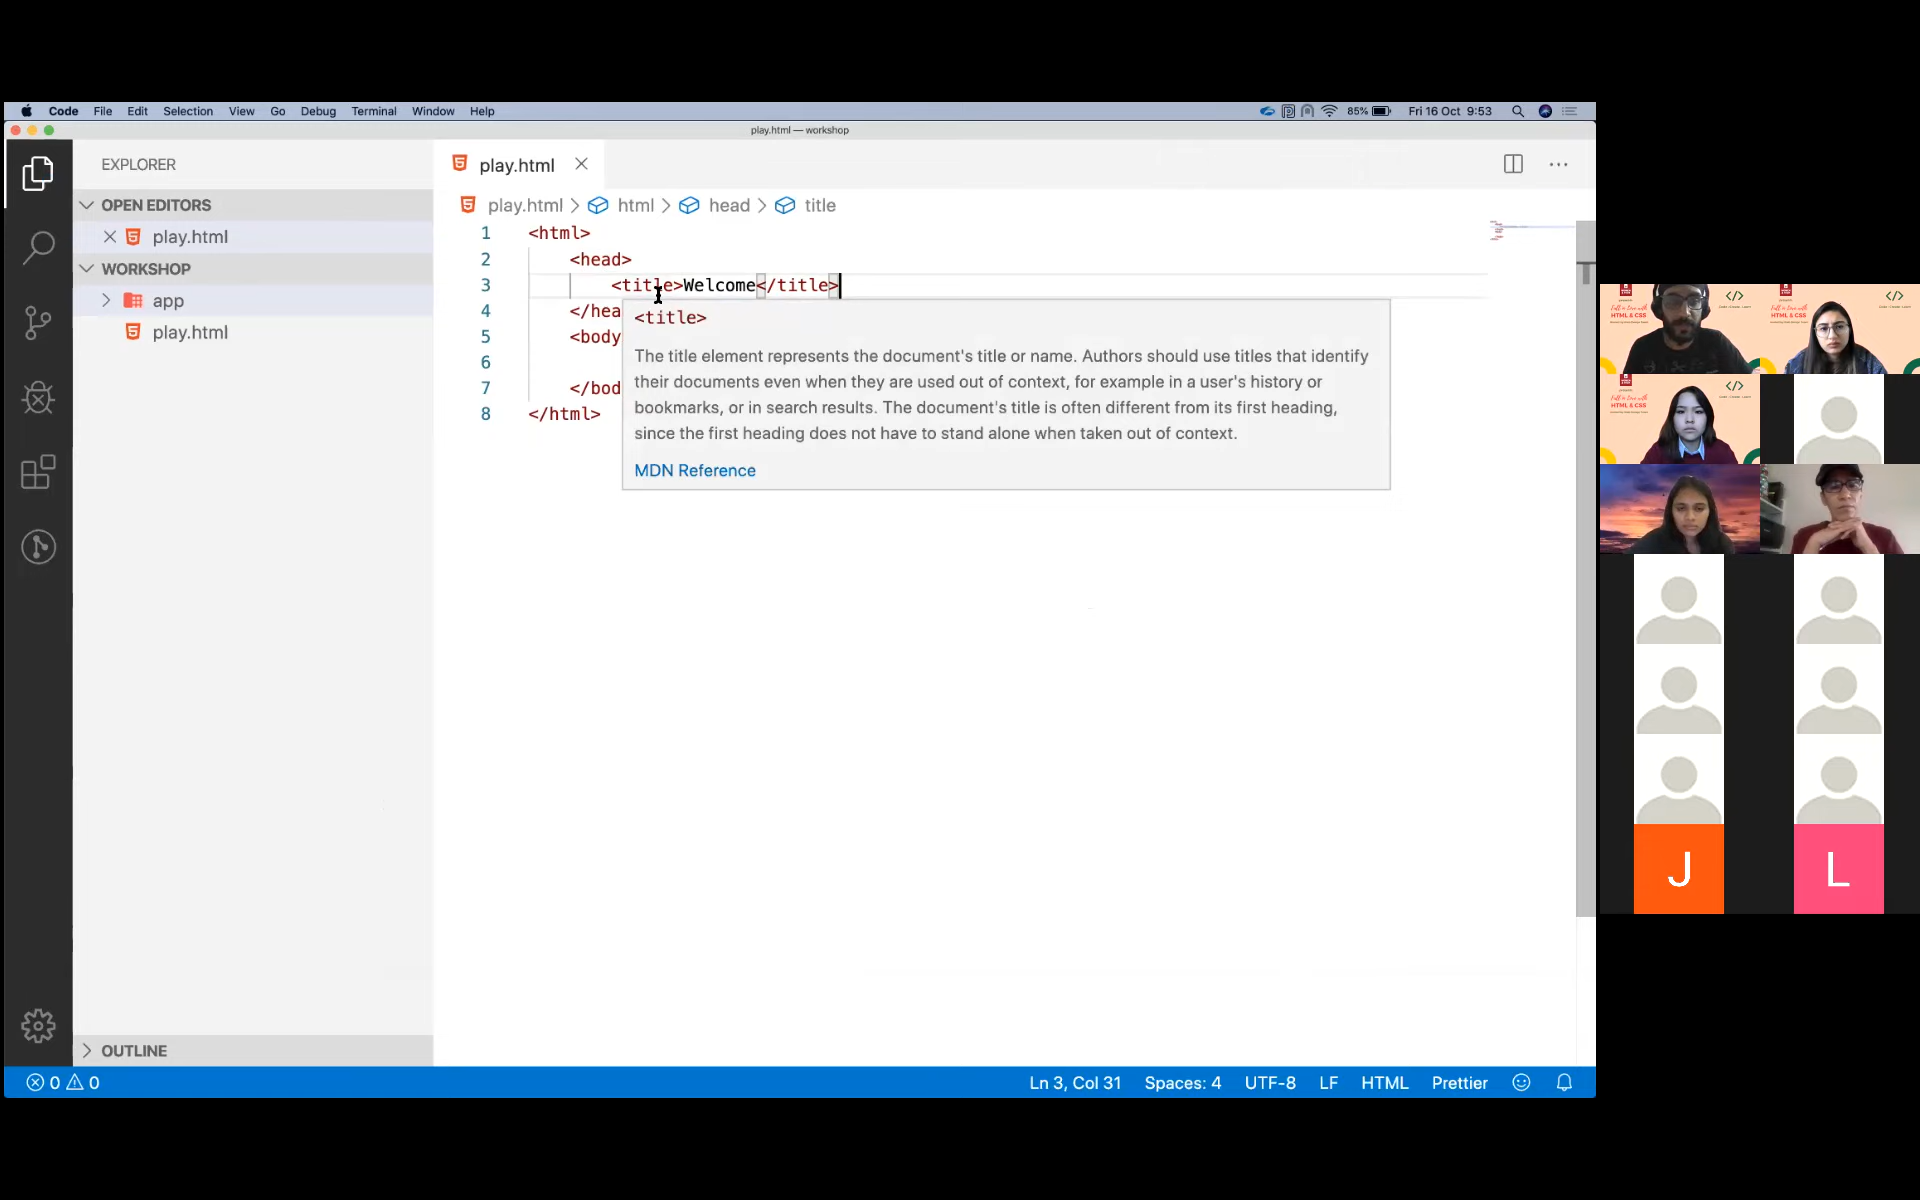 Code File Edit Selection View Go Debug Terminal Window Help
85% Fri 16 Oct 9:53
play.html — workshop
EXPLORER
OPEN EDITORS
play.html
WORKSHOP
app
play.html
OUTLINE
play.html
play.html > html > head > title
1 <html>
2 <head>
3 <title>Welcome</title>
4 </hea
5 <body
6
7 </bod
8 </html>
<title>
The title element represents the document's title or name. Authors should use titles that identify
their documents even when they are used out of context, for example in a user's history or
bookmarks, or in search results. The document's title is often different from its first heading,
since the first heading does not have to stand alone when taken out of context.
MDN Reference
0 0
Ln 3, Col 31 Spaces: 4 UTF-8 LF HTML Prettier
</>
HTML & CSS
</>
HTML & CSS
</>
HTML & CSS
J
L